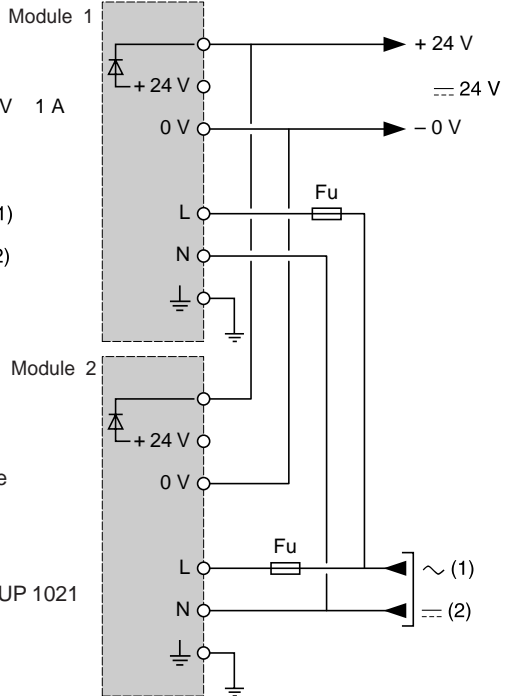 Module 1
+ 24 V
+ 24 V
24 V
V 1 A
0 V
– 0 V
Fu
1)
L
2)
N
Module 2
+ 24 V
e
0 V
Fu
L
(1)
UP 1021
N
(2)